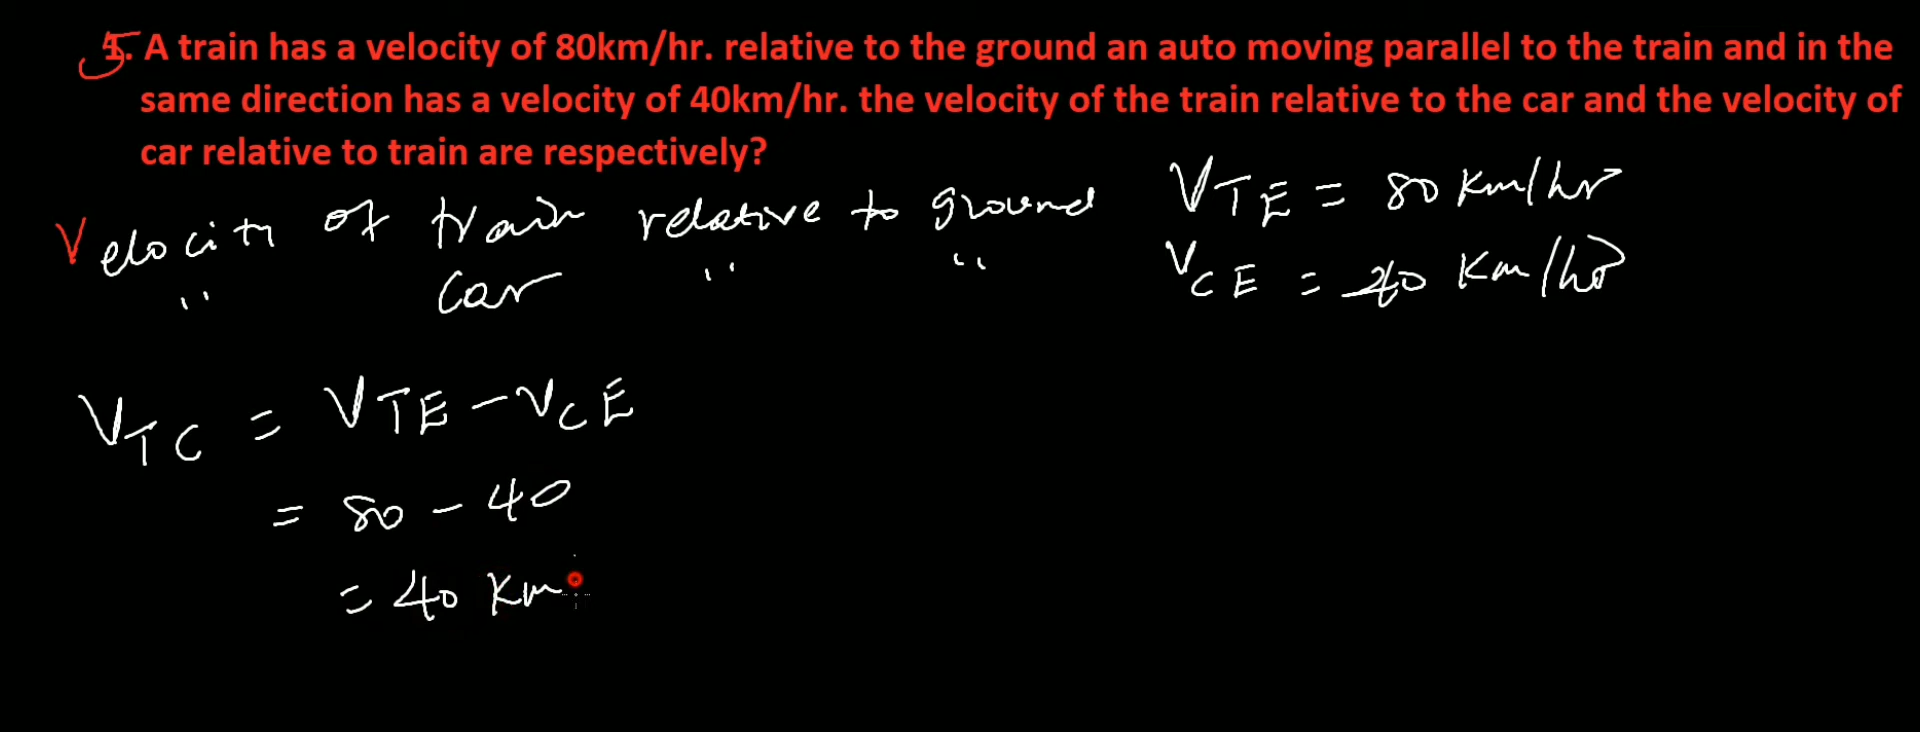 5. A train has a velocity of 80km/hr. relative to the ground an auto moving parallel to the train and in the
same direction has a velocity of 40km/hr. the velocity of the train relative to the car and the velocity of
car relative to train are respectively?
Velocity of train relative to ground VTE = 80 Km/hr
" car " " VCE = 40 Km/hr
VTC = VTE - VCE
= 80 - 40
= 40 Km